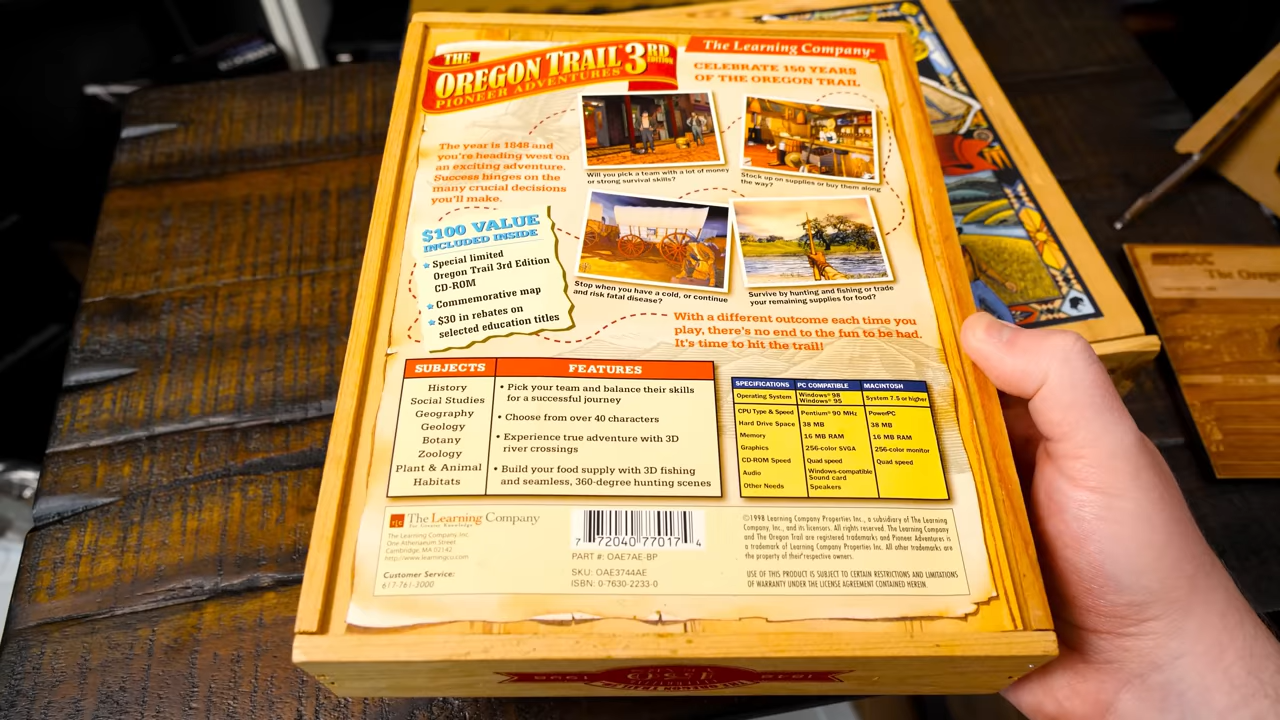 THE
OREGON TRAIL 3RD
EDITION
PIONEER ADVENTURES
The Learning Company®
CELEBRATE 150 YEARS
OF THE OREGON TRAIL
The year is 1848 and
you're heading west on
an exciting adventure.
Success hinges on the
many crucial decisions
you'll make.
Will you pick a team with a lot of money
or strong survival skills?
Stock up on supplies or buy them along
the way?
$100 VALUE
INCLUDED INSIDE
Special limited
Oregon Trail 3rd Edition
CD-ROM
Commemorative map
$30 in rebates on
selected education titles
Stop when you have a cold, or continue
and risk fatal disease?
Survive by hunting and fishing or trade
your remaining supplies for food?
With a different outcome each time you
play, there's no end to the fun to be had.
It's time to hit the trail!
SUBJECTS
History
Social Studies
Geography
Geology
Botany
Zoology
Plant & Animal
Habitats
FEATURES
• Pick your team and balance their skills
for a successful journey
• Choose from over 40 characters
• Experience true adventure with 3D
river crossings
• Build your food supply with 3D fishing
and seamless, 360-degree hunting scenes
SPECIFICATIONS PC COMPATIBLE MACINTOSH
Operating System Windows® 98
Windows® 95 System 7.5 or higher
CPU Type & Speed Pentium® 90 MHz PowerPC
Hard Drive Space 38 MB 38 MB
Memory 16 MB RAM 16 MB RAM
Graphics 256-color SVGA 256-color monitor
CD-ROM Speed Quad speed Quad speed
Audio Windows-compatible
Sound card
Other Needs Speakers
The Learning Company
The Learning Company, Inc.
One Athenaeum Street
Cambridge, MA 02142
http://www.learningco.com
Customer Service:
617-761-3000
7 72040 77017 4
PART #: OAE7AE-BP
SKU: OAE3744AE
ISBN: 0-7630-2233-0
©1998 Learning Company Properties Inc., a subsidiary of The Learning
Company, Inc., and its licensors. All rights reserved. The Learning Company
and The Oregon Trail are registered trademarks and Pioneer Adventures is
a trademark of Learning Company Properties Inc. All other trademarks are
the property of their respective owners.
USE OF THIS PRODUCT IS SUBJECT TO CERTAIN RESTRICTIONS AND LIMITATIONS
OF WARRANTY UNDER THE LICENSE AGREEMENT CONTAINED HEREIN.
The Oregon
1848
1998
THE OREGON TRAIL